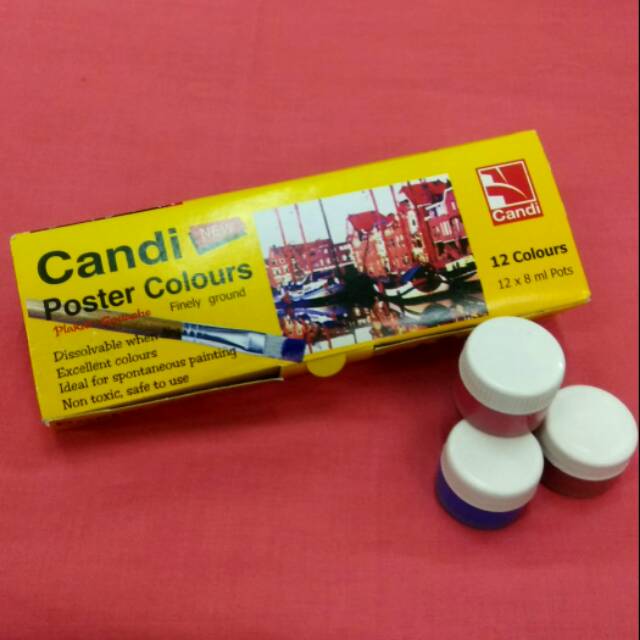 Candi
NEW
Poster Colours
Finely ground
Dissolvable when
Excellent colours
Ideal for spontaneous painting
Non toxic, safe to use
Candi
12 Colours
12 x 8 ml Pots